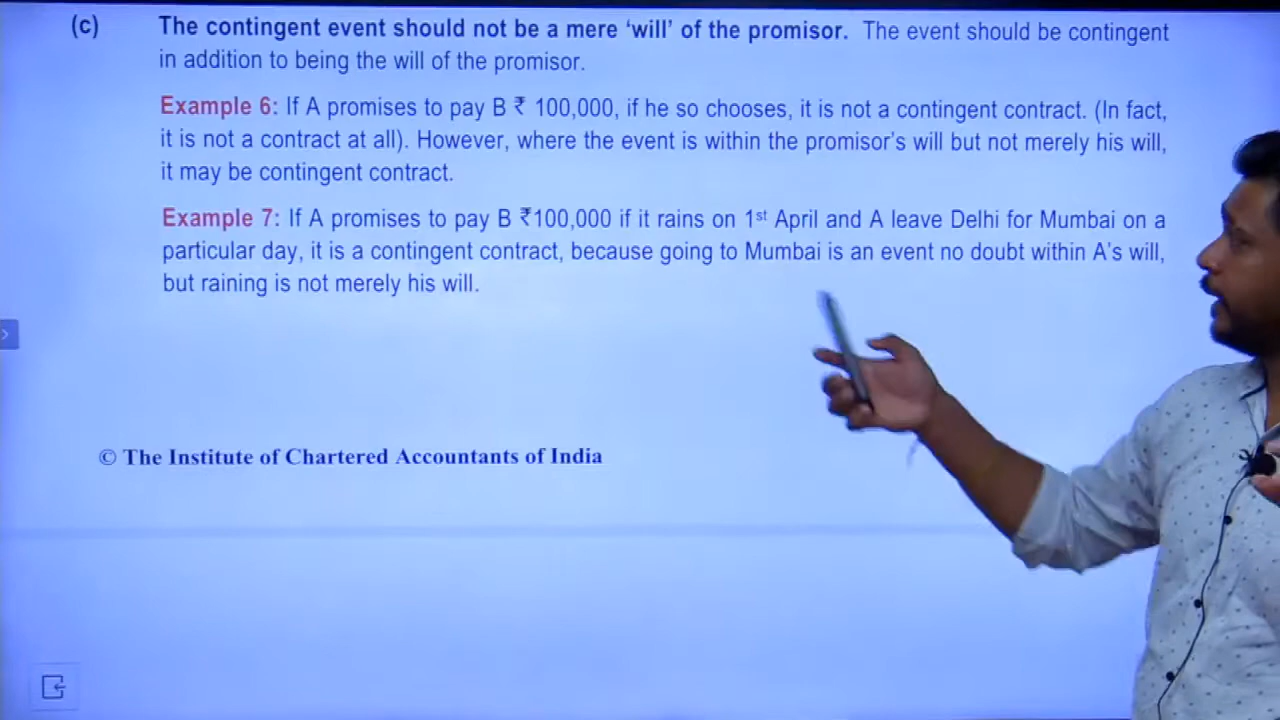 (c) The contingent event should not be a mere ‘will’ of the promisor. The event should be contingent
in addition to being the will of the promisor.
Example 6: If A promises to pay B ₹ 100,000, if he so chooses, it is not a contingent contract. (In fact,
it is not a contract at all). However, where the event is within the promisor’s will but not merely his will,
it may be contingent contract.
Example 7: If A promises to pay B ₹100,000 if it rains on 1st April and A leave Delhi for Mumbai on a
particular day, it is a contingent contract, because going to Mumbai is an event no doubt within A’s will,
but raining is not merely his will.
© The Institute of Chartered Accountants of India